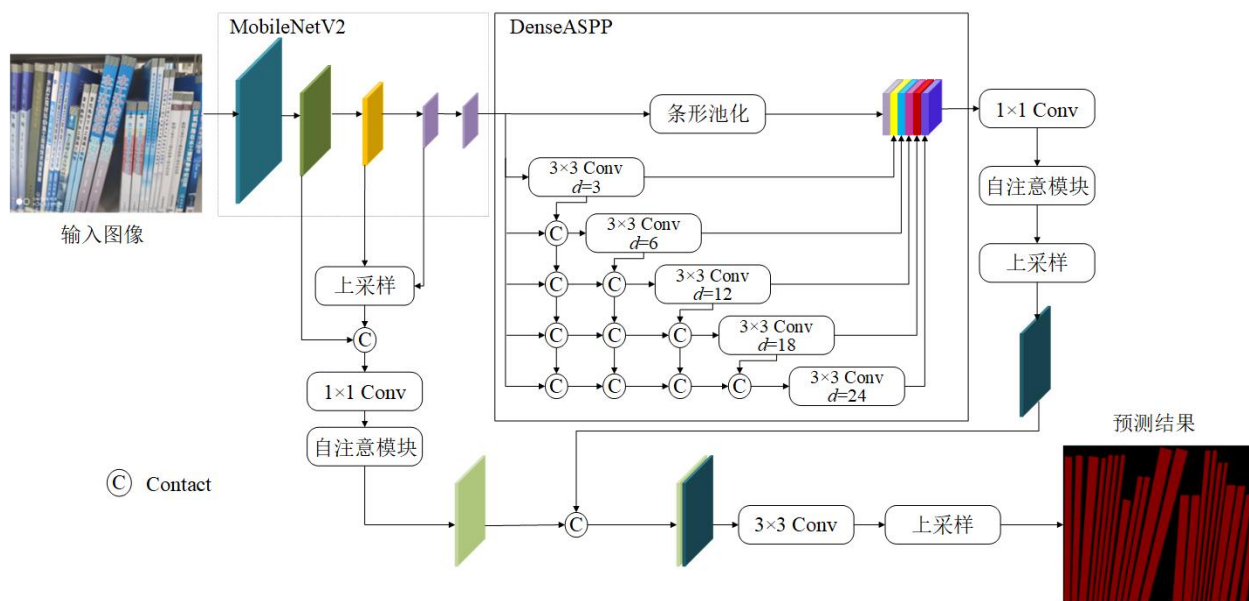 MobileNetV2
DenseASPP
输入图像
条形池化
1×1 Conv
自注意模块
上采样
3×3 Conv
d=3
C
3×3 Conv
d=6
C
C
3×3 Conv
d=12
C
C
C
3×3 Conv
d=18
C
C
C
C
3×3 Conv
d=24
上采样
C
1×1 Conv
自注意模块
C Contact
C
3×3 Conv
上采样
预测结果